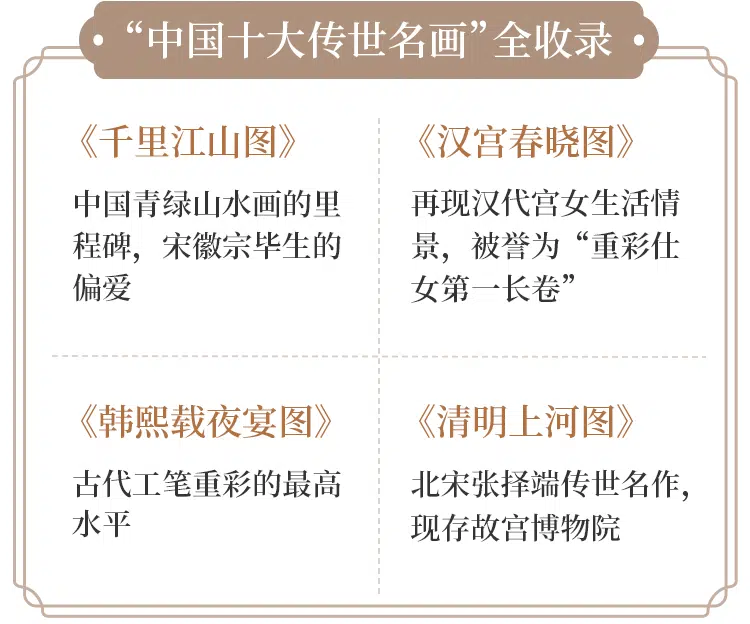 “中国十大传世名画”全收录
《千里江山图》
中国青绿山水画的里
程碑，宋徽宗毕生的
偏爱
《汉宫春晓图》
再现汉代宫女生活情
景，被誉为“重彩仕
女第一长卷”
《韩熙载夜宴图》
古代工笔重彩的最高
水平
《清明上河图》
北宋张择端传世名作，
现存故宫博物院